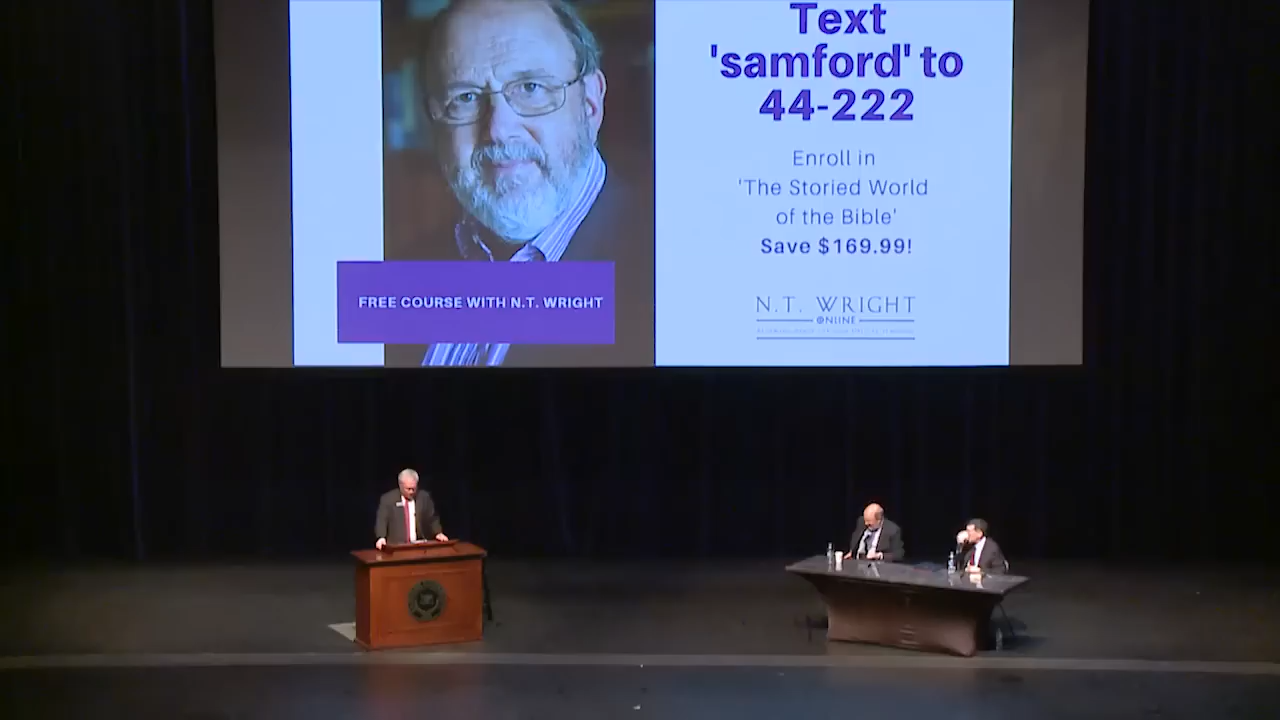 Text
'samford' to
44-222
Enroll in
'The Storied World
of the Bible'
Save $169.99!
FREE COURSE WITH N.T. WRIGHT
N.T. WRIGHT
ONLINE